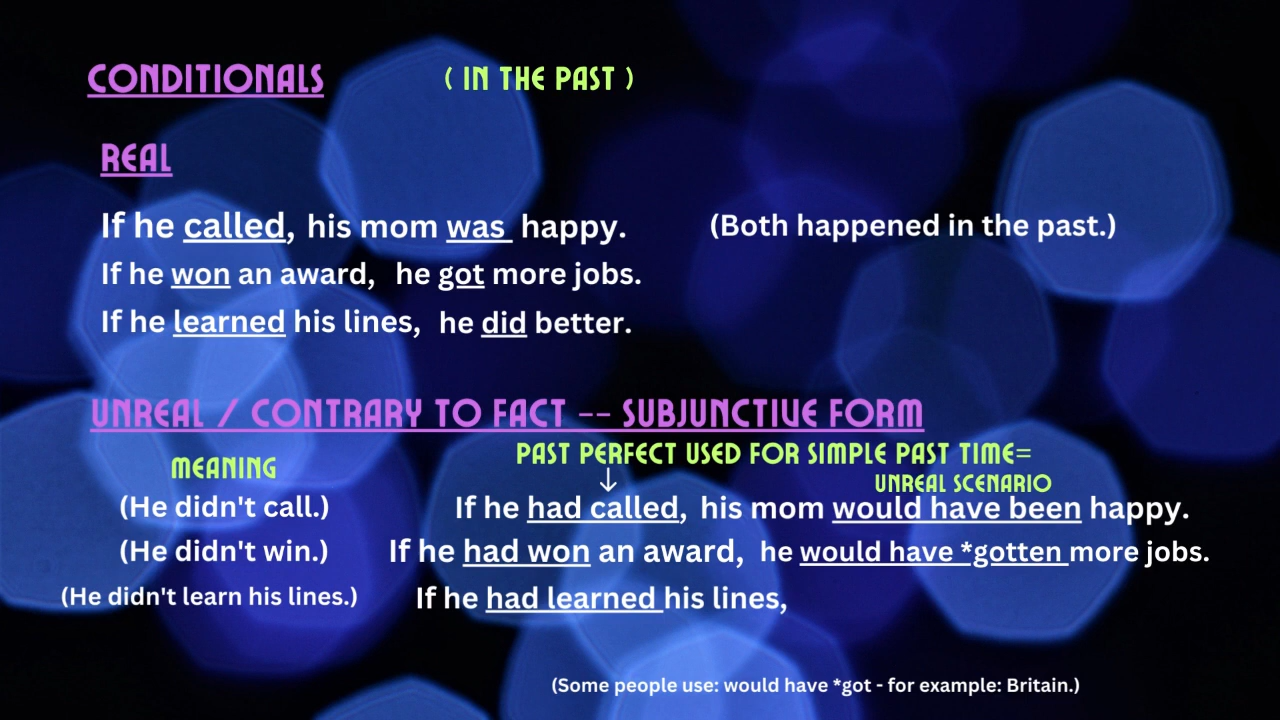 CONDITIONALS ( IN THE PAST )
REAL
If he called, his mom was happy. (Both happened in the past.)
If he won an award, he got more jobs.
If he learned his lines, he did better.
UNREAL / CONTRARY TO FACT -- SUBJUNCTIVE FORM
PAST PERFECT USED FOR SIMPLE PAST TIME=
MEANING
UNREAL SCENARIO
(He didn't call.) If he had called, his mom would have been happy.
(He didn't win.) If he had won an award, he would have *gotten more jobs.
(He didn't learn his lines.) If he had learned his lines,
(Some people use: would have *got - for example: Britain.)